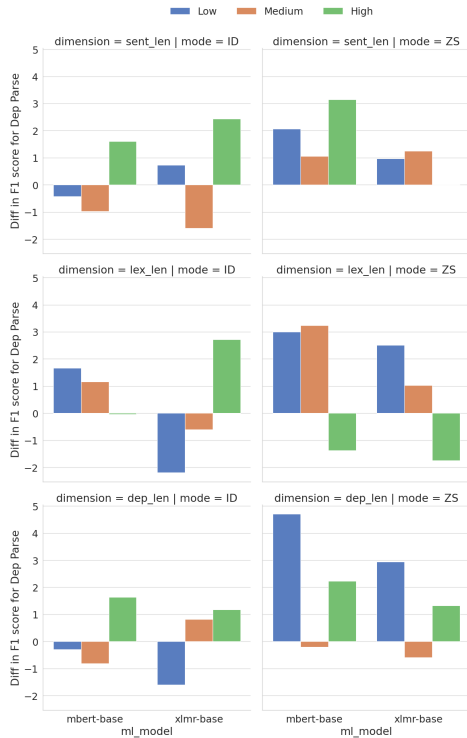 Low Medium High
dimension = sent_len | mode = ID dimension = sent_len | mode = ZS
Diff in F1 score for Dep Parse
5
4
3
2
1
0
−1
−2
dimension = lex_len | mode = ID dimension = lex_len | mode = ZS
Diff in F1 score for Dep Parse
5
4
3
2
1
0
−1
−2
dimension = dep_len | mode = ID dimension = dep_len | mode = ZS
Diff in F1 score for Dep Parse
5
4
3
2
1
0
−1
−2
mbert-base xlmr-base mbert-base xlmr-base
ml_model ml_model